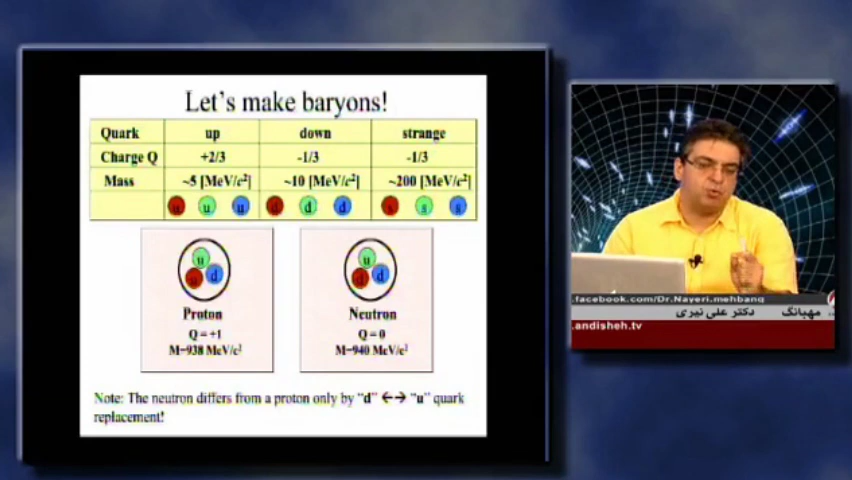 Let's make baryons!
Quark up down strange
Charge Q +2/3 -1/3 -1/3
Mass ~5 [MeV/c²] ~10 [MeV/c²] ~200 [MeV/c²]
u u u d d d s s s
u
u d
Proton
Q = +1
M=938 MeV/c²
u
d d
Neutron
Q = 0
M=940 MeV/c²
Note: The neutron differs from a proton only by "d" ↔ "u" quark
replacement!
.facebook.com/Dr.Nayeri.mehbang
دکتر علی نیری مهبانگ
.andisheh.tv